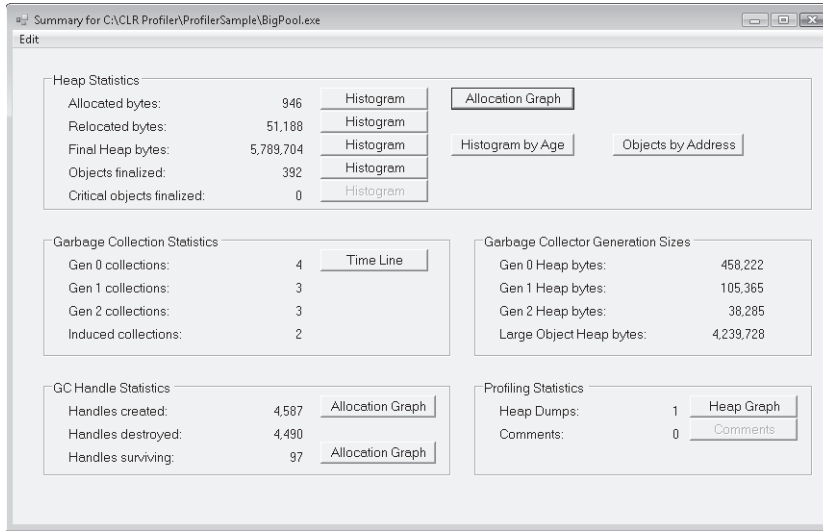 Summary for C:\CLR Profiler\ProfilerSample\BigPool.exe
Edit
Heap Statistics
Allocated bytes: 946 Histogram Allocation Graph
Relocated bytes: 51,188 Histogram
Final Heap bytes: 5,789,704 Histogram Histogram by Age Objects by Address
Objects finalized: 392 Histogram
Critical objects finalized: 0 Histogram
Garbage Collection Statistics
Gen 0 collections: 4 Time Line
Gen 1 collections: 3
Gen 2 collections: 3
Induced collections: 2
Garbage Collector Generation Sizes
Gen 0 Heap bytes: 458,222
Gen 1 Heap bytes: 105,365
Gen 2 Heap bytes: 38,285
Large Object Heap bytes: 4,239,728
GC Handle Statistics
Handles created: 4,587 Allocation Graph
Handles destroyed: 4,490
Handles surviving: 97 Allocation Graph
Profiling Statistics
Heap Dumps: 1 Heap Graph
Comments: 0 Comments